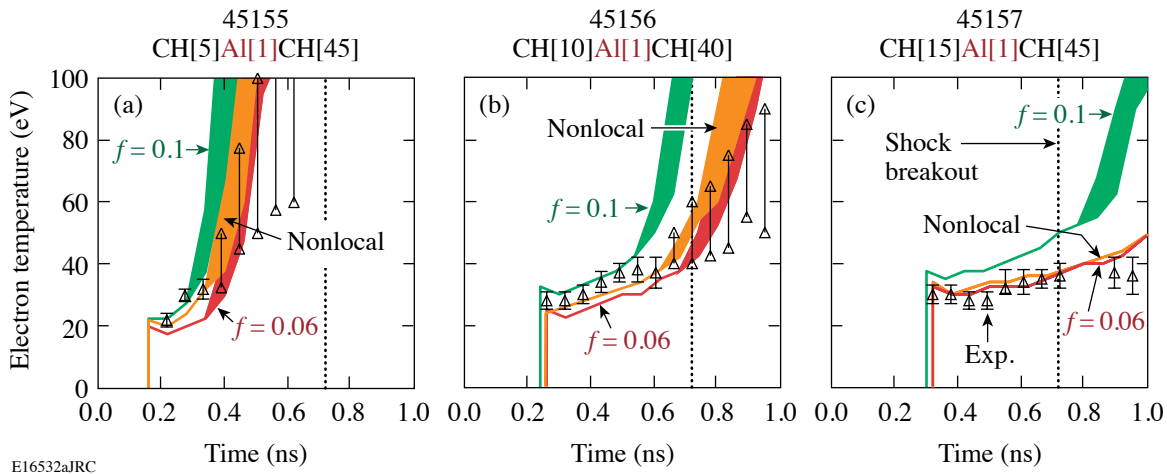 45155
CH[5]Al[1]CH[45]
45156
CH[10]Al[1]CH[40]
45157
CH[15]Al[1]CH[45]
Electron temperature (eV)
100
80
60
40
20
0
(a)
f = 0.1
Nonlocal
f = 0.06
0.0 0.2 0.4 0.6 0.8 1.0
Time (ns)
(b)
Nonlocal
f = 0.1
f = 0.06
0.0 0.2 0.4 0.6 0.8 1.0
Time (ns)
(c)
f = 0.1
Shock
breakout
Nonlocal
f = 0.06
Exp.
0.0 0.2 0.4 0.6 0.8 1.0
Time (ns)
E16532aJRC